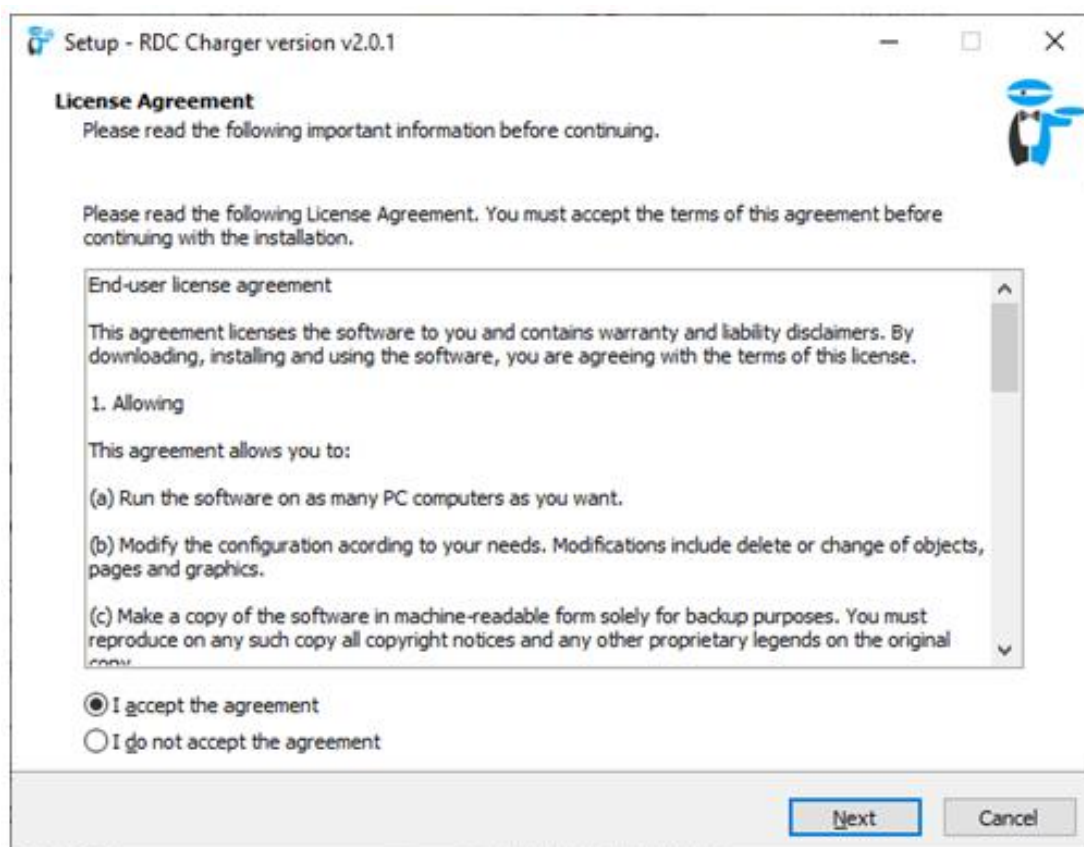 Setup - RDC Charger version v2.0.1
License Agreement
Please read the following important information before continuing.
Please read the following License Agreement. You must accept the terms of this agreement before
continuing with the installation.
End-user license agreement
This agreement licenses the software to you and contains warranty and liability disclaimers. By
downloading, installing and using the software, you are agreeing with the terms of this license.
1. Allowing
This agreement allows you to:
(a) Run the software on as many PC computers as you want.
(b) Modify the configuration acording to your needs. Modifications include delete or change of objects,
pages and graphics.
(c) Make a copy of the software in machine-readable form solely for backup purposes. You must
reproduce on any such copy all copyright notices and any other proprietary legends on the original
copy.
I accept the agreement
I do not accept the agreement
Next
Cancel